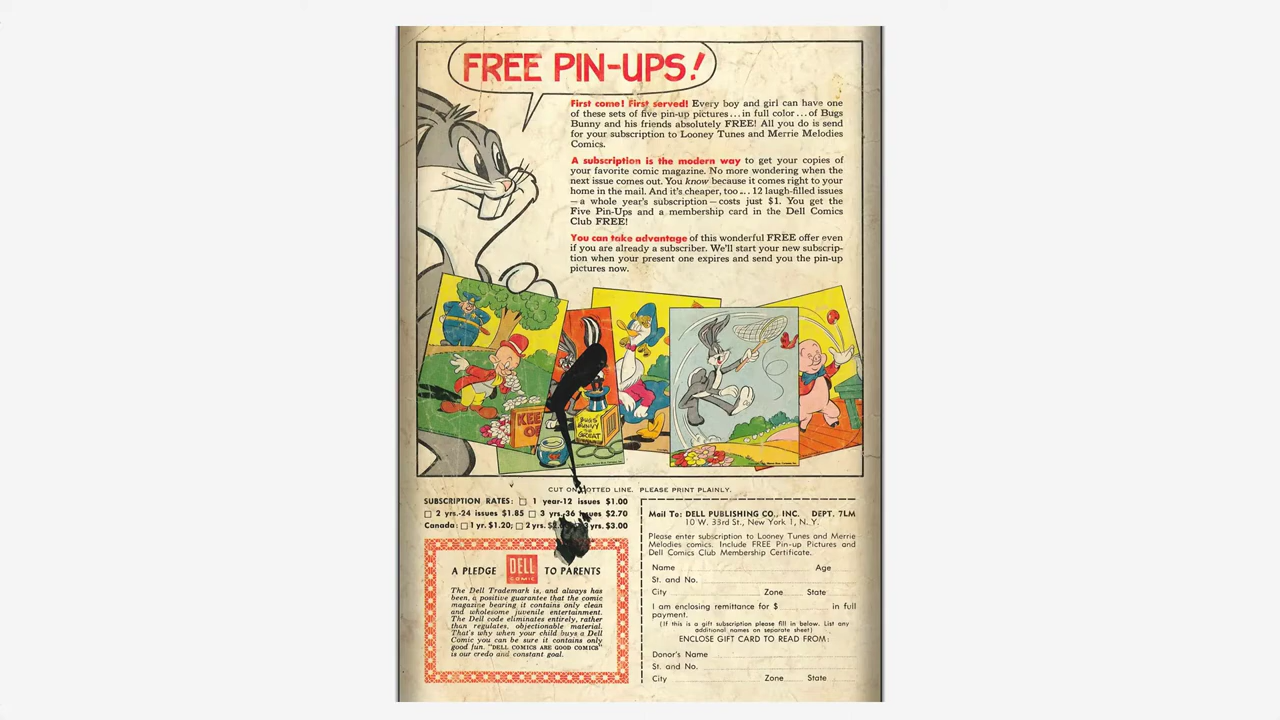 FREE PIN-UPS!
First come! First served! Every boy and girl can have one
of these sets of five pin-up pictures... in full color... of Bugs
Bunny and his friends absolutely FREE! All you do is send
for your subscription to Looney Tunes and Merrie Melodies
Comics.
A subscription is the modern way to get your copies of
your favorite comic magazine. No more wondering when the
next issue comes out. You know because it comes right to your
home in the mail. And it's cheaper, too ... 12 laugh-filled issues
—a whole year's subscription—costs just $1. You get the
Five Pin-Ups and a membership card in the Dell Comics
Club FREE!
You can take advantage of this wonderful FREE offer even
if you are already a subscriber. We'll start your new subscrip-
tion when your present one expires and send you the pin-up
pictures now.
BUGS
BUNNY
GREAT
CUT ON DOTTED LINE. PLEASE PRINT PLAINLY.
SUBSCRIPTION RATES: 1 year-12 issues $1.00
2 yrs.-24 issues $1.85 3 yrs.-36 issues $2.70
Canada: 1 yr. $1.20; 2 yrs. yrs. $3.00
A PLEDGE DELL COMIC TO PARENTS
The Dell Trademark is, and always has
been, a positive guarantee that the comic
magazine bearing it contains only clean
and wholesome juvenile entertainment.
The Dell code eliminates entirely, rather
than regulates, objectionable material.
That's why when your child buys a Dell
Comic you can be sure it contains only
good fun. "DELL COMICS ARE GOOD COMICS"
is our credo and constant goal.
Mail To: DELL PUBLISHING CO., INC. DEPT. 7LM
10 W. 33rd St., New York 1, N. Y.
Please enter subscription to Looney Tunes and Merrie
Melodies comics. Include FREE Pin-up Pictures and
Dell Comics Club Membership Certificate.
Name Age
St. and No.
City Zone State
I am enclosing remittance for $ in full
payment.
(If this is a gift subscription please fill in below. List any
additional names on separate sheet)
ENCLOSE GIFT CARD TO READ FROM:
Donor's Name
St. and No.
City Zone State